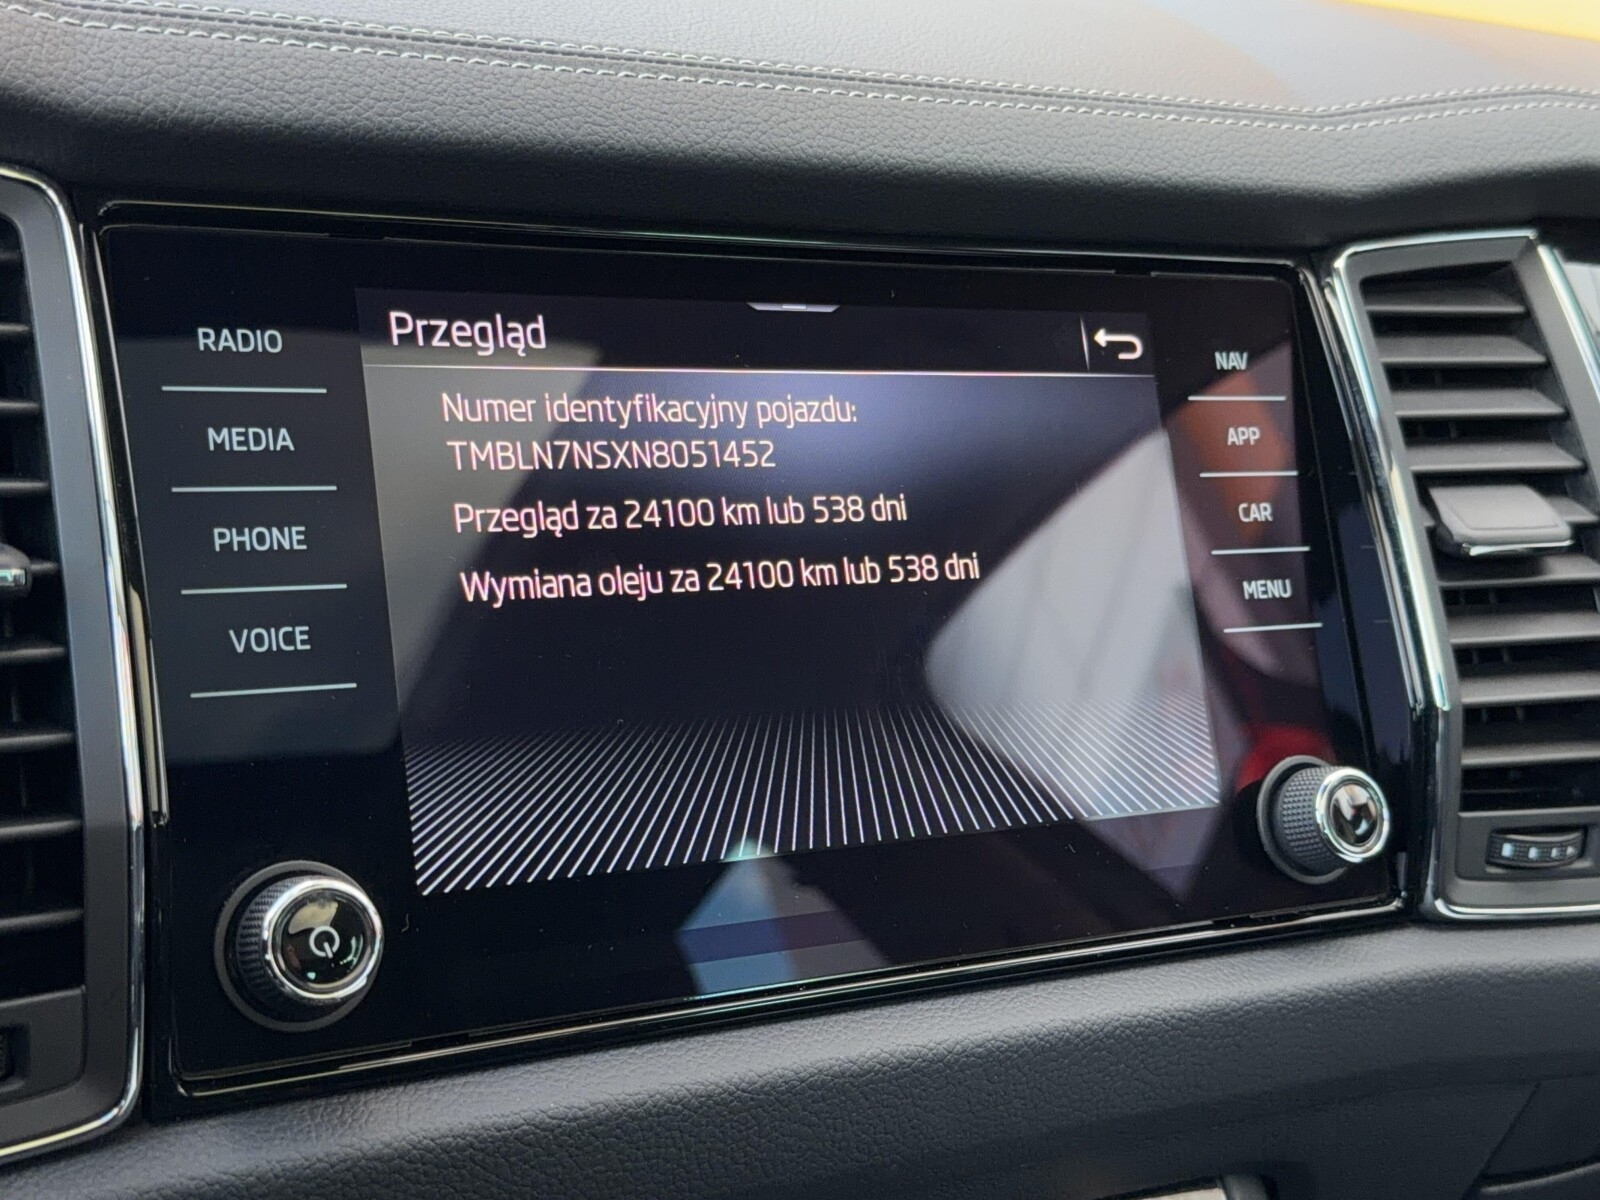 RADIO
MEDIA
PHONE
VOICE
Przegląd
Numer identyfikacyjny pojazdu:
TMBLN7NSXN8051452
Przegląd za 24100 km lub 538 dni
Wymiana oleju za 24100 km lub 538 dni
NAV
APP
CAR
MENU